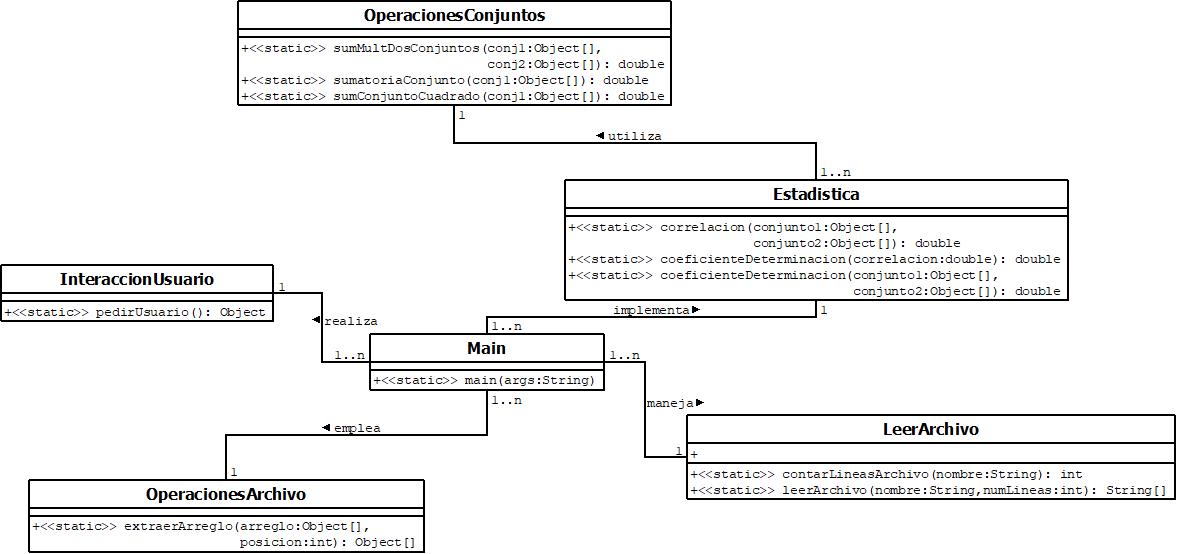 OperacionesConjuntos
+<<static>> sumMultDosConjuntos(conj1:Object[],
conj2:Object[]): double
+<<static>> sumatoriaConjunto(conj1:Object[]): double
+<<static>> sumConjuntoCuadrado(conj1:Object[]): double
1
◄ utiliza
1..n
Estadistica
+<<static>> correlacion(conjunto1:Object[],
conjunto2:Object[]): double
+<<static>> coeficienteDeterminacion(correlacion:double): double
+<<static>> coeficienteDeterminacion(conjunto1:Object[],
conjunto2:Object[]): double
InteraccionUsuario
+<<static>> pedirUsuario(): Object
1
◄ realiza
1..n
implementa ►
1
1..n
Main
+<<static>> main(args:String)
1..n
maneja ►
1
1..n
◄ emplea
1
LeerArchivo
+
+<<static>> contarLineasArchivo(nombre:String): int
+<<static>> leerArchivo(nombre:String,numLineas:int): String[]
OperacionesArchivo
+<<static>> extraerArreglo(arreglo:Object[],
posicion:int): Object[]